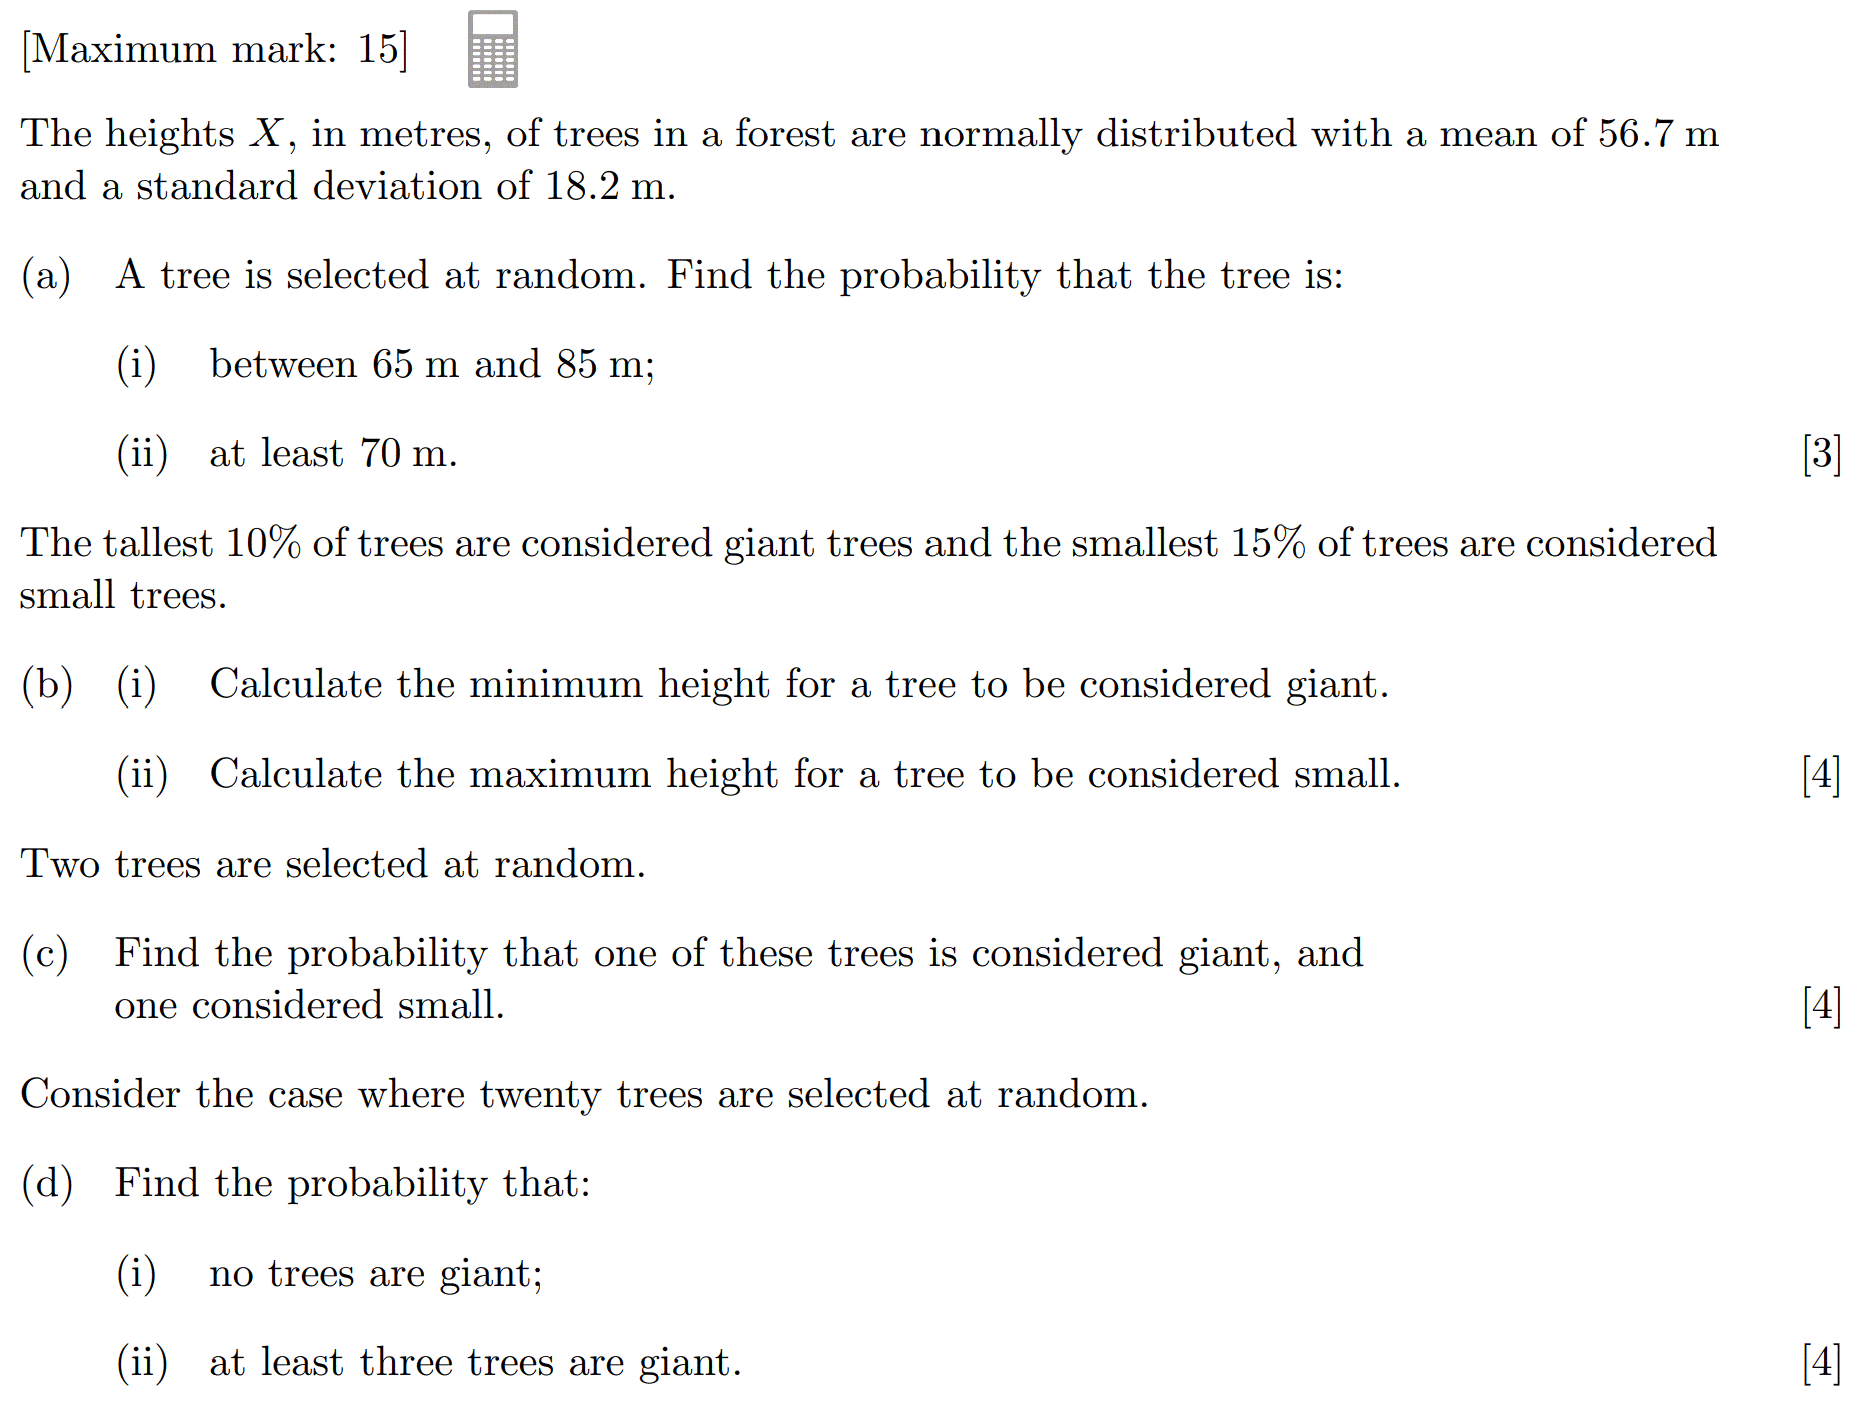 [Maximum mark: 15]
The heights X, in metres, of trees in a forest are normally distributed with a mean of 56.7 m
and a standard deviation of 18.2 m.
(a) A tree is selected at random. Find the probability that the tree is:
(i) between 65 m and 85 m;
(ii) at least 70 m. [3]
The tallest 10% of trees are considered giant trees and the smallest 15% of trees are considered
small trees.
(b) (i) Calculate the minimum height for a tree to be considered giant.
(ii) Calculate the maximum height for a tree to be considered small. [4]
Two trees are selected at random.
(c) Find the probability that one of these trees is considered giant, and
one considered small. [4]
Consider the case where twenty trees are selected at random.
(d) Find the probability that:
(i) no trees are giant;
(ii) at least three trees are giant. [4]